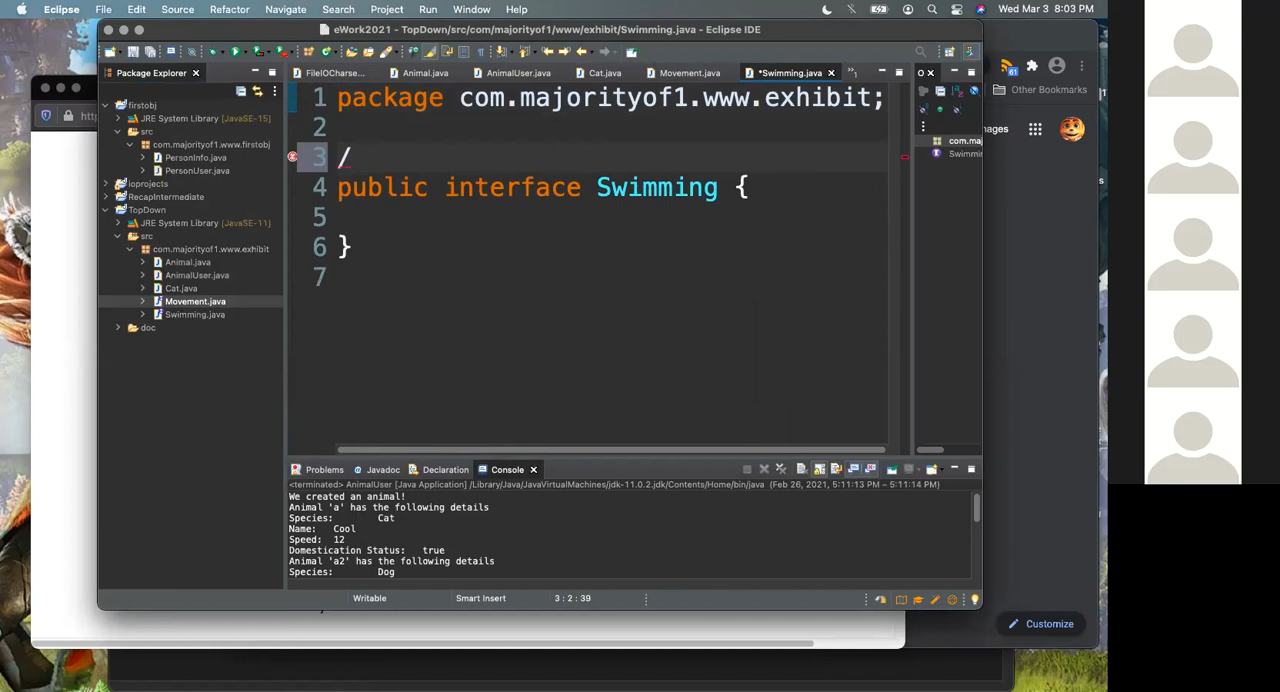 Eclipse File Edit Source Refactor Navigate Search Project Run Window Help Wed Mar 3 8:03 PM
eWork2021 - TopDown/src/com/majorityof1/www/exhibit/Swimming.java - Eclipse IDE
Package Explorer
FileIOCharse... Animal.java AnimalUser.java Cat.java Movement.java *Swimming.java
61
Other Bookmarks
firstobj
JRE System Library [JavaSE-15]
src
com.majorityof1.www.firstobj
PersonInfo.java
PersonUser.java
ioprojects
RecapIntermediate
TopDown
JRE System Library [JavaSE-11]
src
com.majorityof1.www.exhibit
Animal.java
AnimalUser.java
Cat.java
Movement.java
Swimming.java
doc
1 package com.majorityof1.www.exhibit;
2
3 /
4 public interface Swimming {
5
6 }
7
com.maj
Swimmi
Problems Javadoc Declaration Console
<terminated> AnimalUser [Java Application] /Library/Java/JavaVirtualMachines/jdk-11.0.2.jdk/Contents/Home/bin/java (Feb 26, 2021, 5:11:13 PM – 5:11:14 PM)
We created an animal!
Animal 'a' has the following details
Species: Cat
Name: Cool
Speed: 12
Domestication Status: true
Animal 'a2' has the following details
Species: Dog
Writable Smart Insert 3 : 2 : 39
Customize